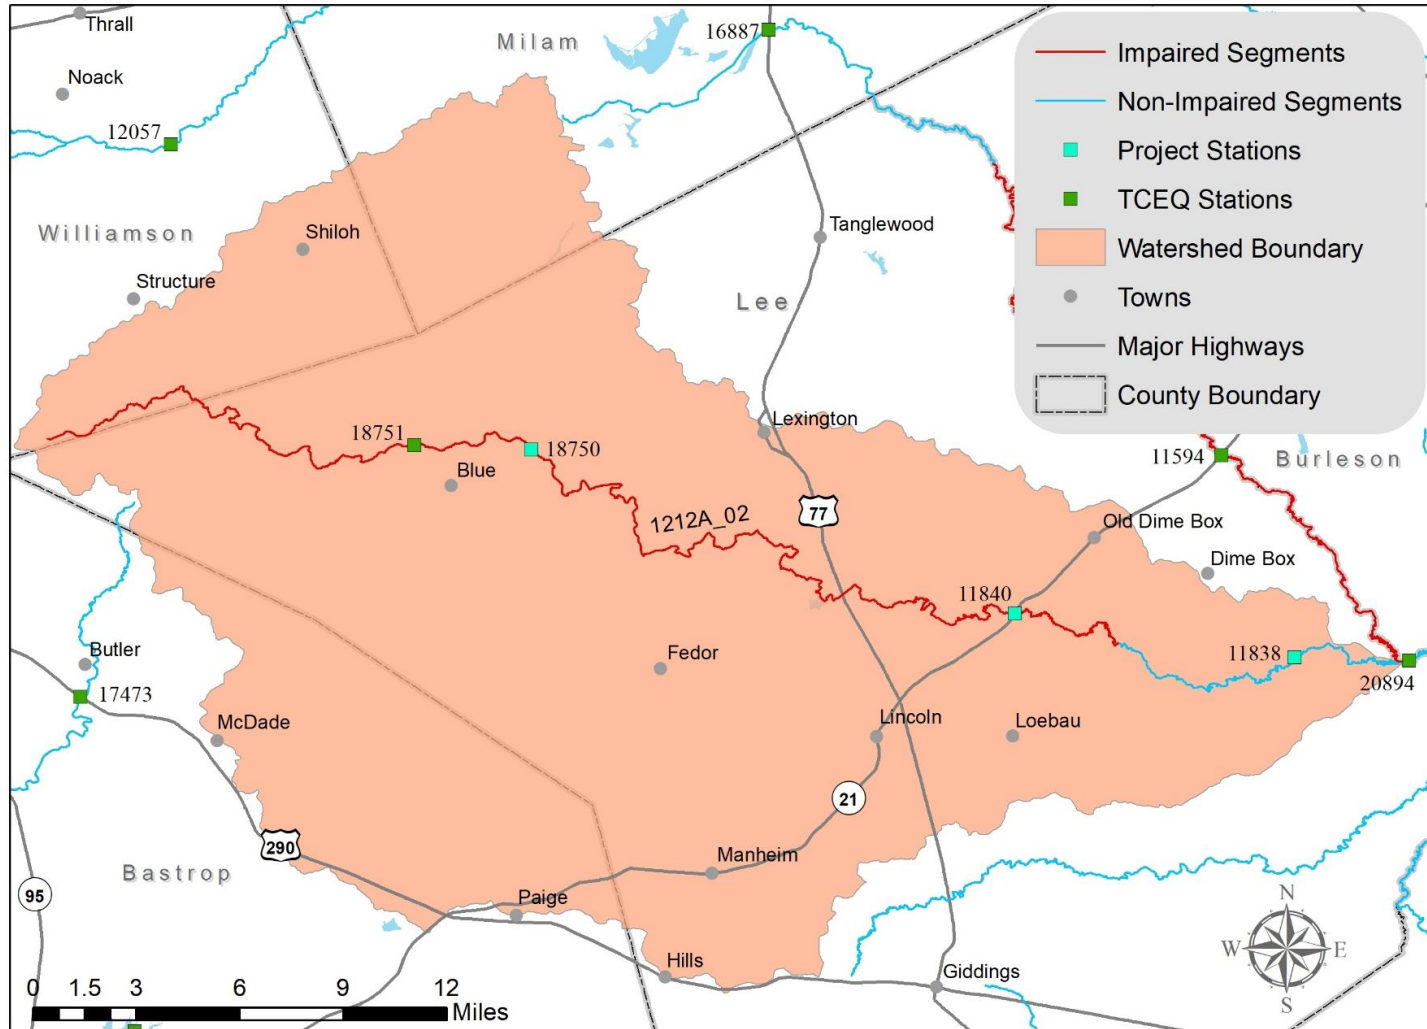 Thrall
Milam
16887
Noack
12057
Williamson
Shiloh
Structure
Tanglewood
Lee
Impaired Segments
Non-Impaired Segments
Project Stations
TCEQ Stations
Watershed Boundary
Towns
Major Highways
County Boundary
Lexington
18751
18750
Blue
11594
Burleson
1212A_02
77
Old Dime Box
Dime Box
11840
11838
20894
Butler
17473
Fedor
McDade
Lincoln
Loebau
21
290
Manheim
Bastrop
95
Paige
Hills
Giddings
N
W
E
S
0 1.5 3 6 9 12
Miles